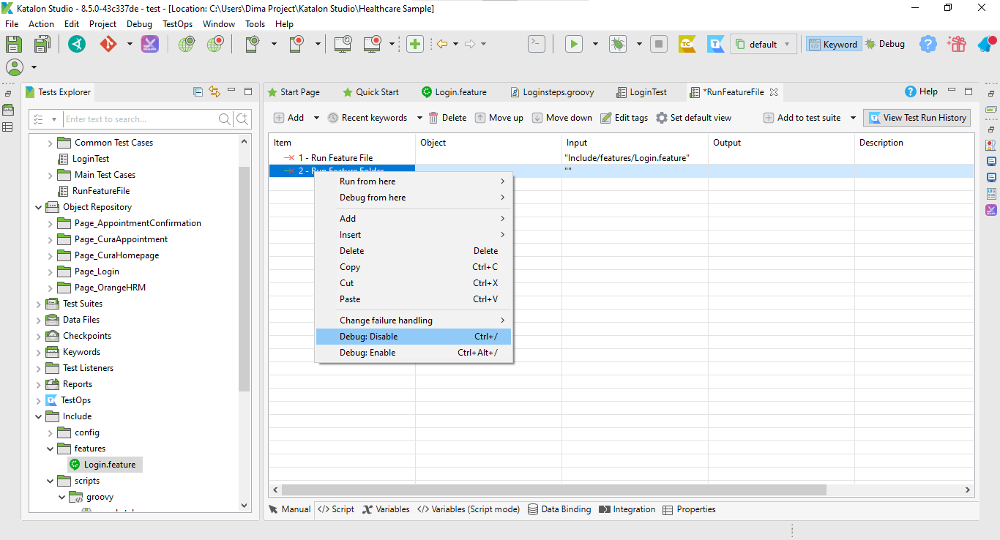 Katalon Studio - 8.5.0-43c337de - test - [Location: C:\Users\Dima Project\Katalon Studio\Healthcare Sample]
File Action Edit Project Debug TestOps Window Tools Help
default Keyword Debug
Tests Explorer
Enter text to search...
Common Test Cases
LoginTest
Main Test Cases
RunFeatureFile
Object Repository
Page_AppointmentConfirmation
Page_CuraAppointment
Page_CuraHomepage
Page_Login
Page_OrangeHRM
Test Suites
Data Files
Checkpoints
Keywords
Test Listeners
Reports
TestOps
Include
config
features
Login.feature
scripts
groovy
Start Page Quick Start Login.feature Loginsteps.groovy LoginTest *RunFeatureFile Help
Add Recent keywords Delete Move up Move down Edit tags Set default view Add to test suite View Test Run History
Item Object Input Output Description
1 - Run Feature File "Include/features/Login.feature"
2 - Run Feature Folder ""
Run from here
Debug from here
Add
Insert
Delete Delete
Copy Ctrl+C
Cut Ctrl+X
Paste Ctrl+V
Change failure handling
Debug: Disable Ctrl+/
Debug: Enable Ctrl+Alt+/
Manual Script Variables Variables (Script mode) Data Binding Integration Properties